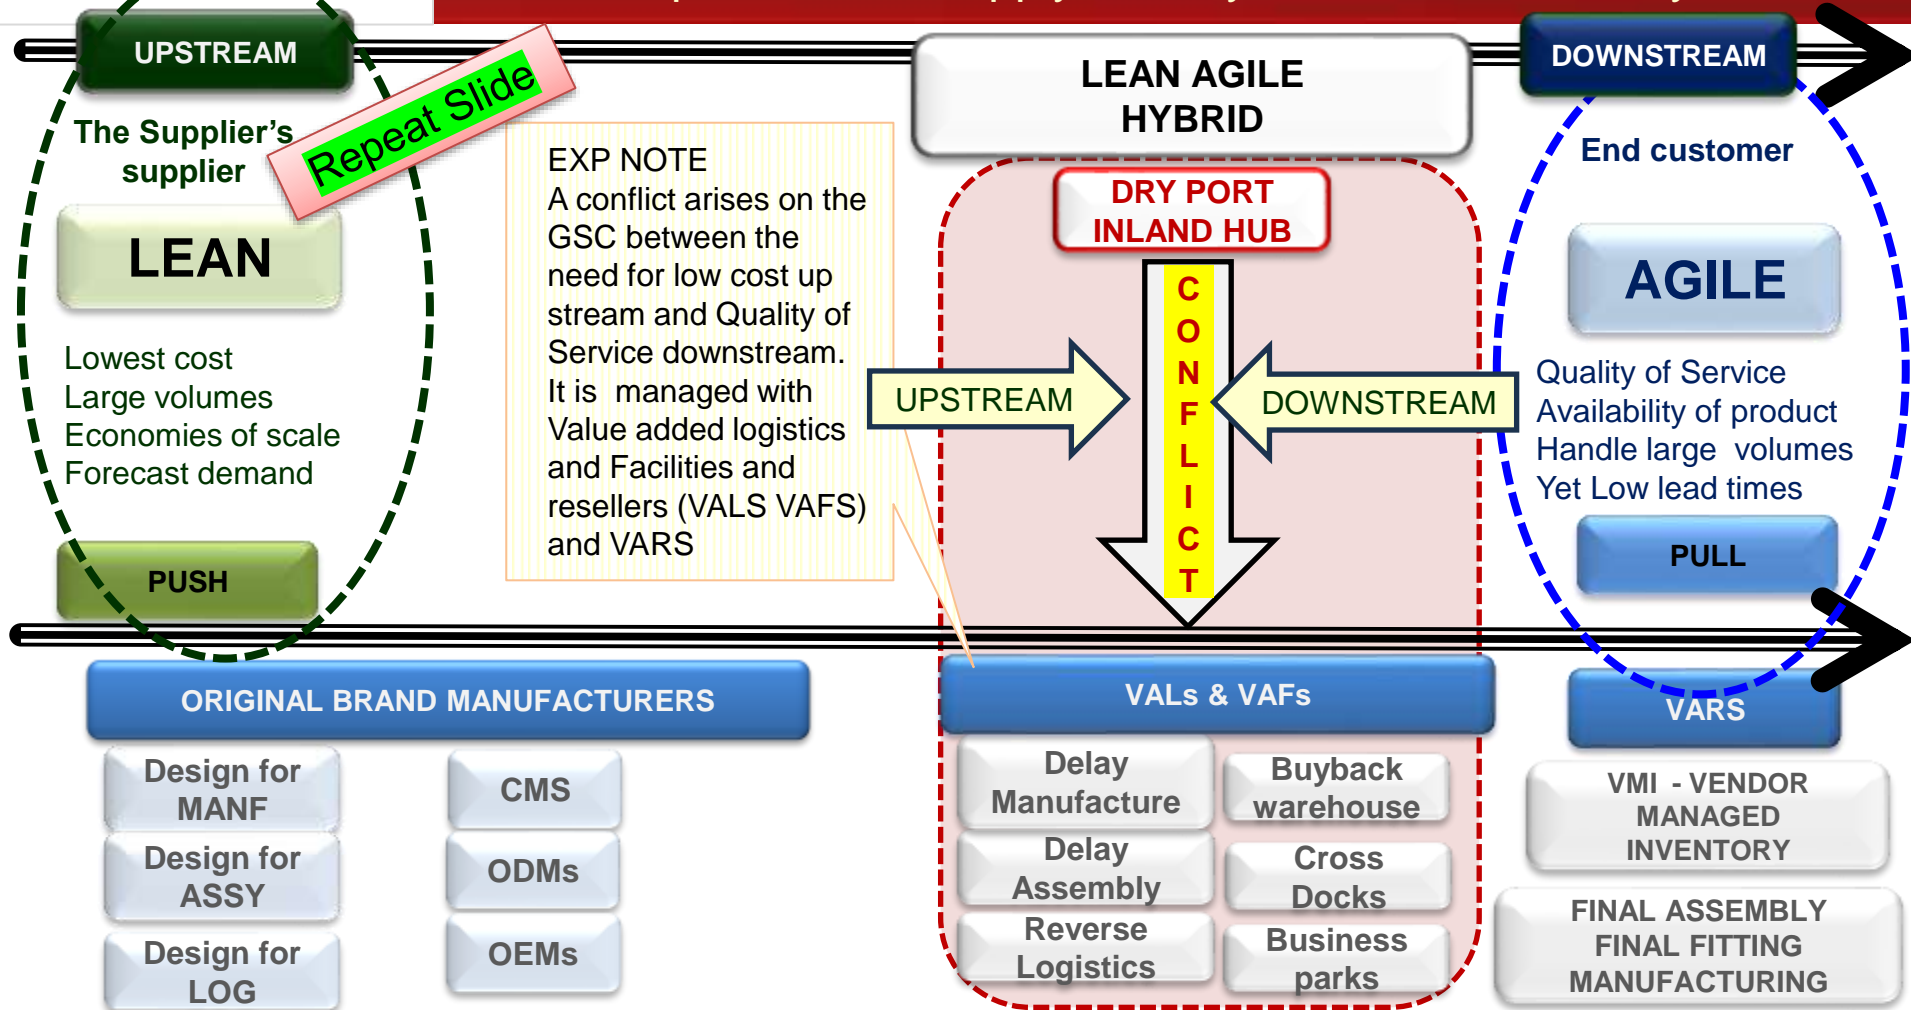 UPSTREAM
The Supplier's
supplier
LEAN
Lowest cost
Large volumes
Economies of scale
Forecast demand
PUSH
Repeat Slide
EXP NOTE
A conflict arises on the
GSC between the
need for low cost up
stream and Quality of
Service downstream.
It is  managed with
Value added logistics
and Facilities and
resellers (VALS VAFS)
and VARS
LEAN AGILE
HYBRID
DRY PORT
INLAND HUB
UPSTREAM
CONFLICT
DOWNSTREAM
DOWNSTREAM
End customer
AGILE
Quality of Service
Availability of product
Handle large  volumes
Yet Low lead times
PULL
ORIGINAL BRAND MANUFACTURERS
Design for
MANF
Design for
ASSY
Design for
LOG
CMS
ODMs
OEMs
VALs & VAFs
Delay
Manufacture
Delay
Assembly
Reverse
Logistics
Buyback
warehouse
Cross
Docks
Business
parks
VARS
VMI  - VENDOR
MANAGED
INVENTORY
FINAL ASSEMBLY
FINAL FITTING
MANUFACTURING